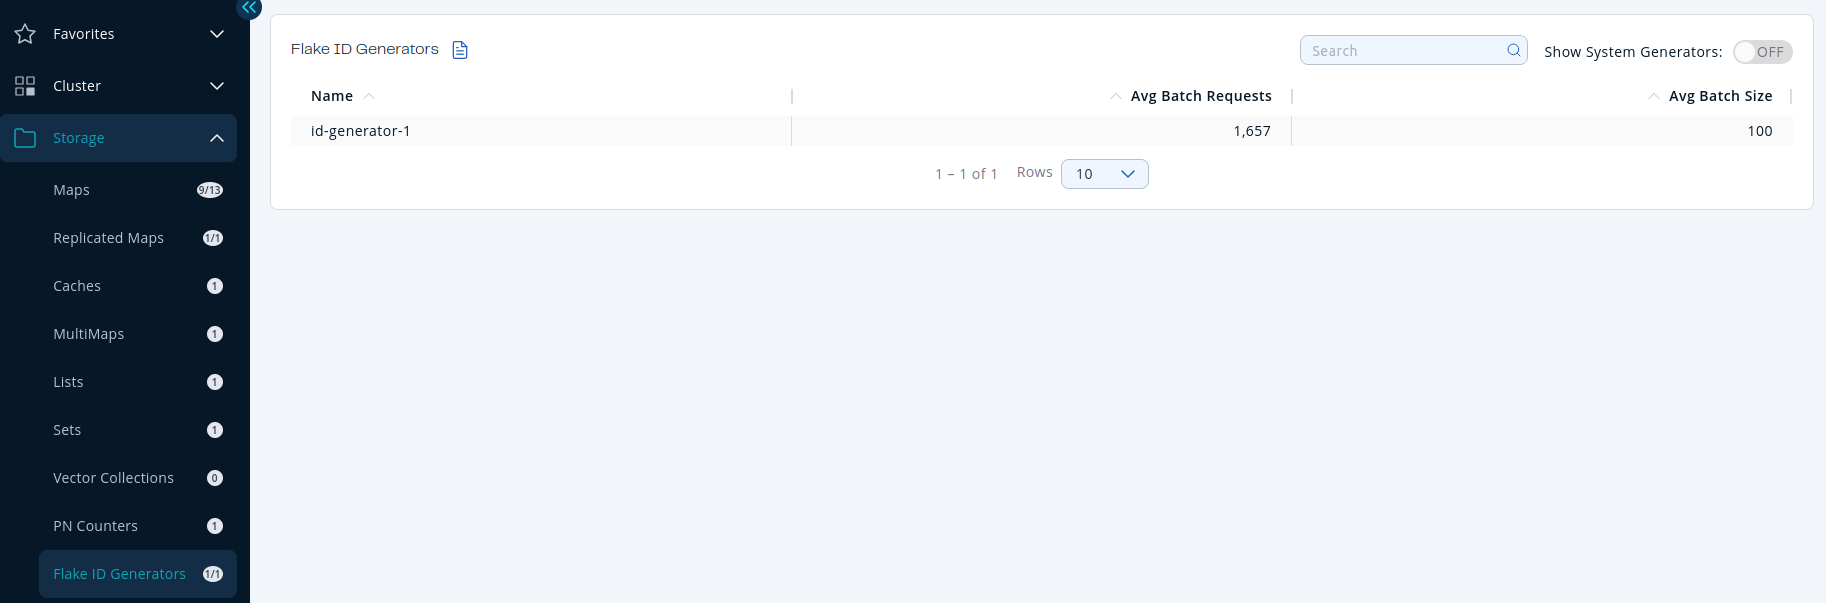 Favorites
Cluster
Storage
Maps 9/13
Replicated Maps 1/1
Caches 1
MultiMaps 1
Lists 1
Sets 1
Vector Collections 0
PN Counters 1
Flake ID Generators 1/1
Flake ID Generators
Search
Show System Generators: OFF
Name Avg Batch Requests Avg Batch Size
id-generator-1 1,657 100
1 – 1 of 1 Rows 10